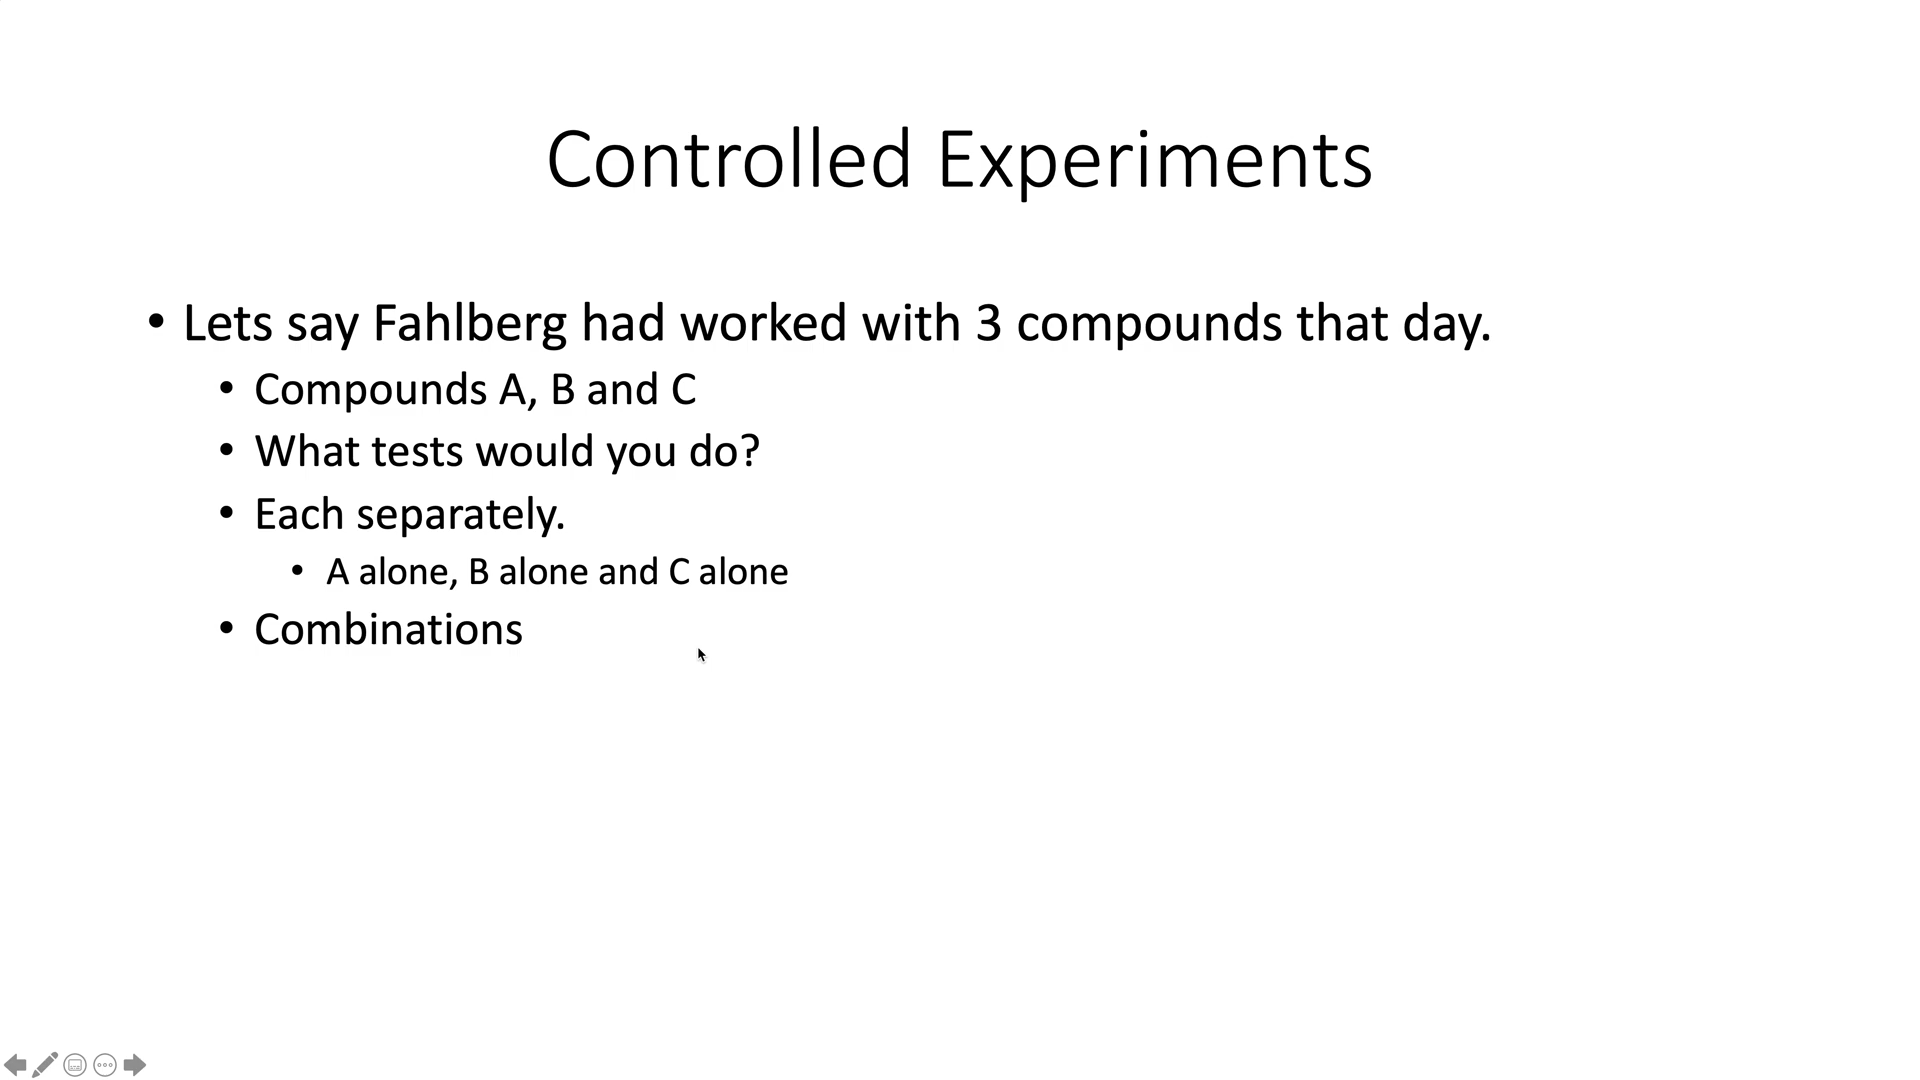 Controlled Experiments
• Lets say Fahlberg had worked with 3 compounds that day.
• Compounds A, B and C
• What tests would you do?
• Each separately.
• A alone, B alone and C alone
• Combinations